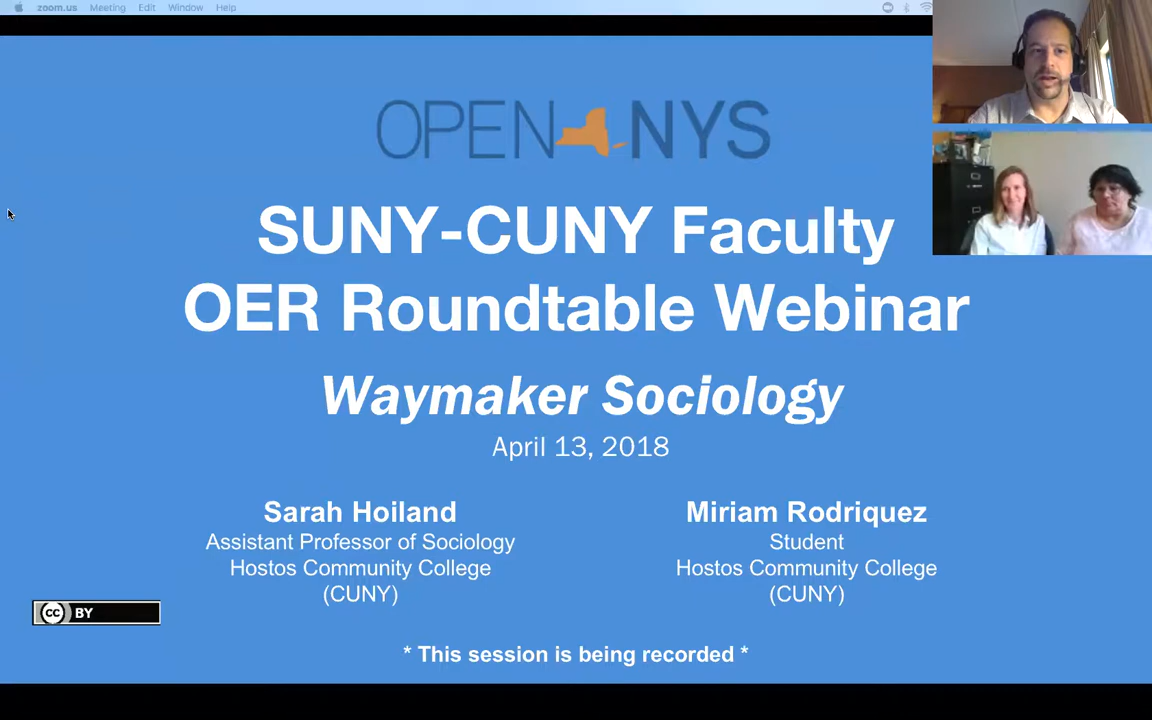 zoom.us Meeting Edit Window Help
OPEN NYS
SUNY-CUNY Faculty
OER Roundtable Webinar
Waymaker Sociology
April 13, 2018
Sarah Hoiland
Assistant Professor of Sociology
Hostos Community College
(CUNY)
Miriam Rodriquez
Student
Hostos Community College
(CUNY)
cc BY
* This session is being recorded *